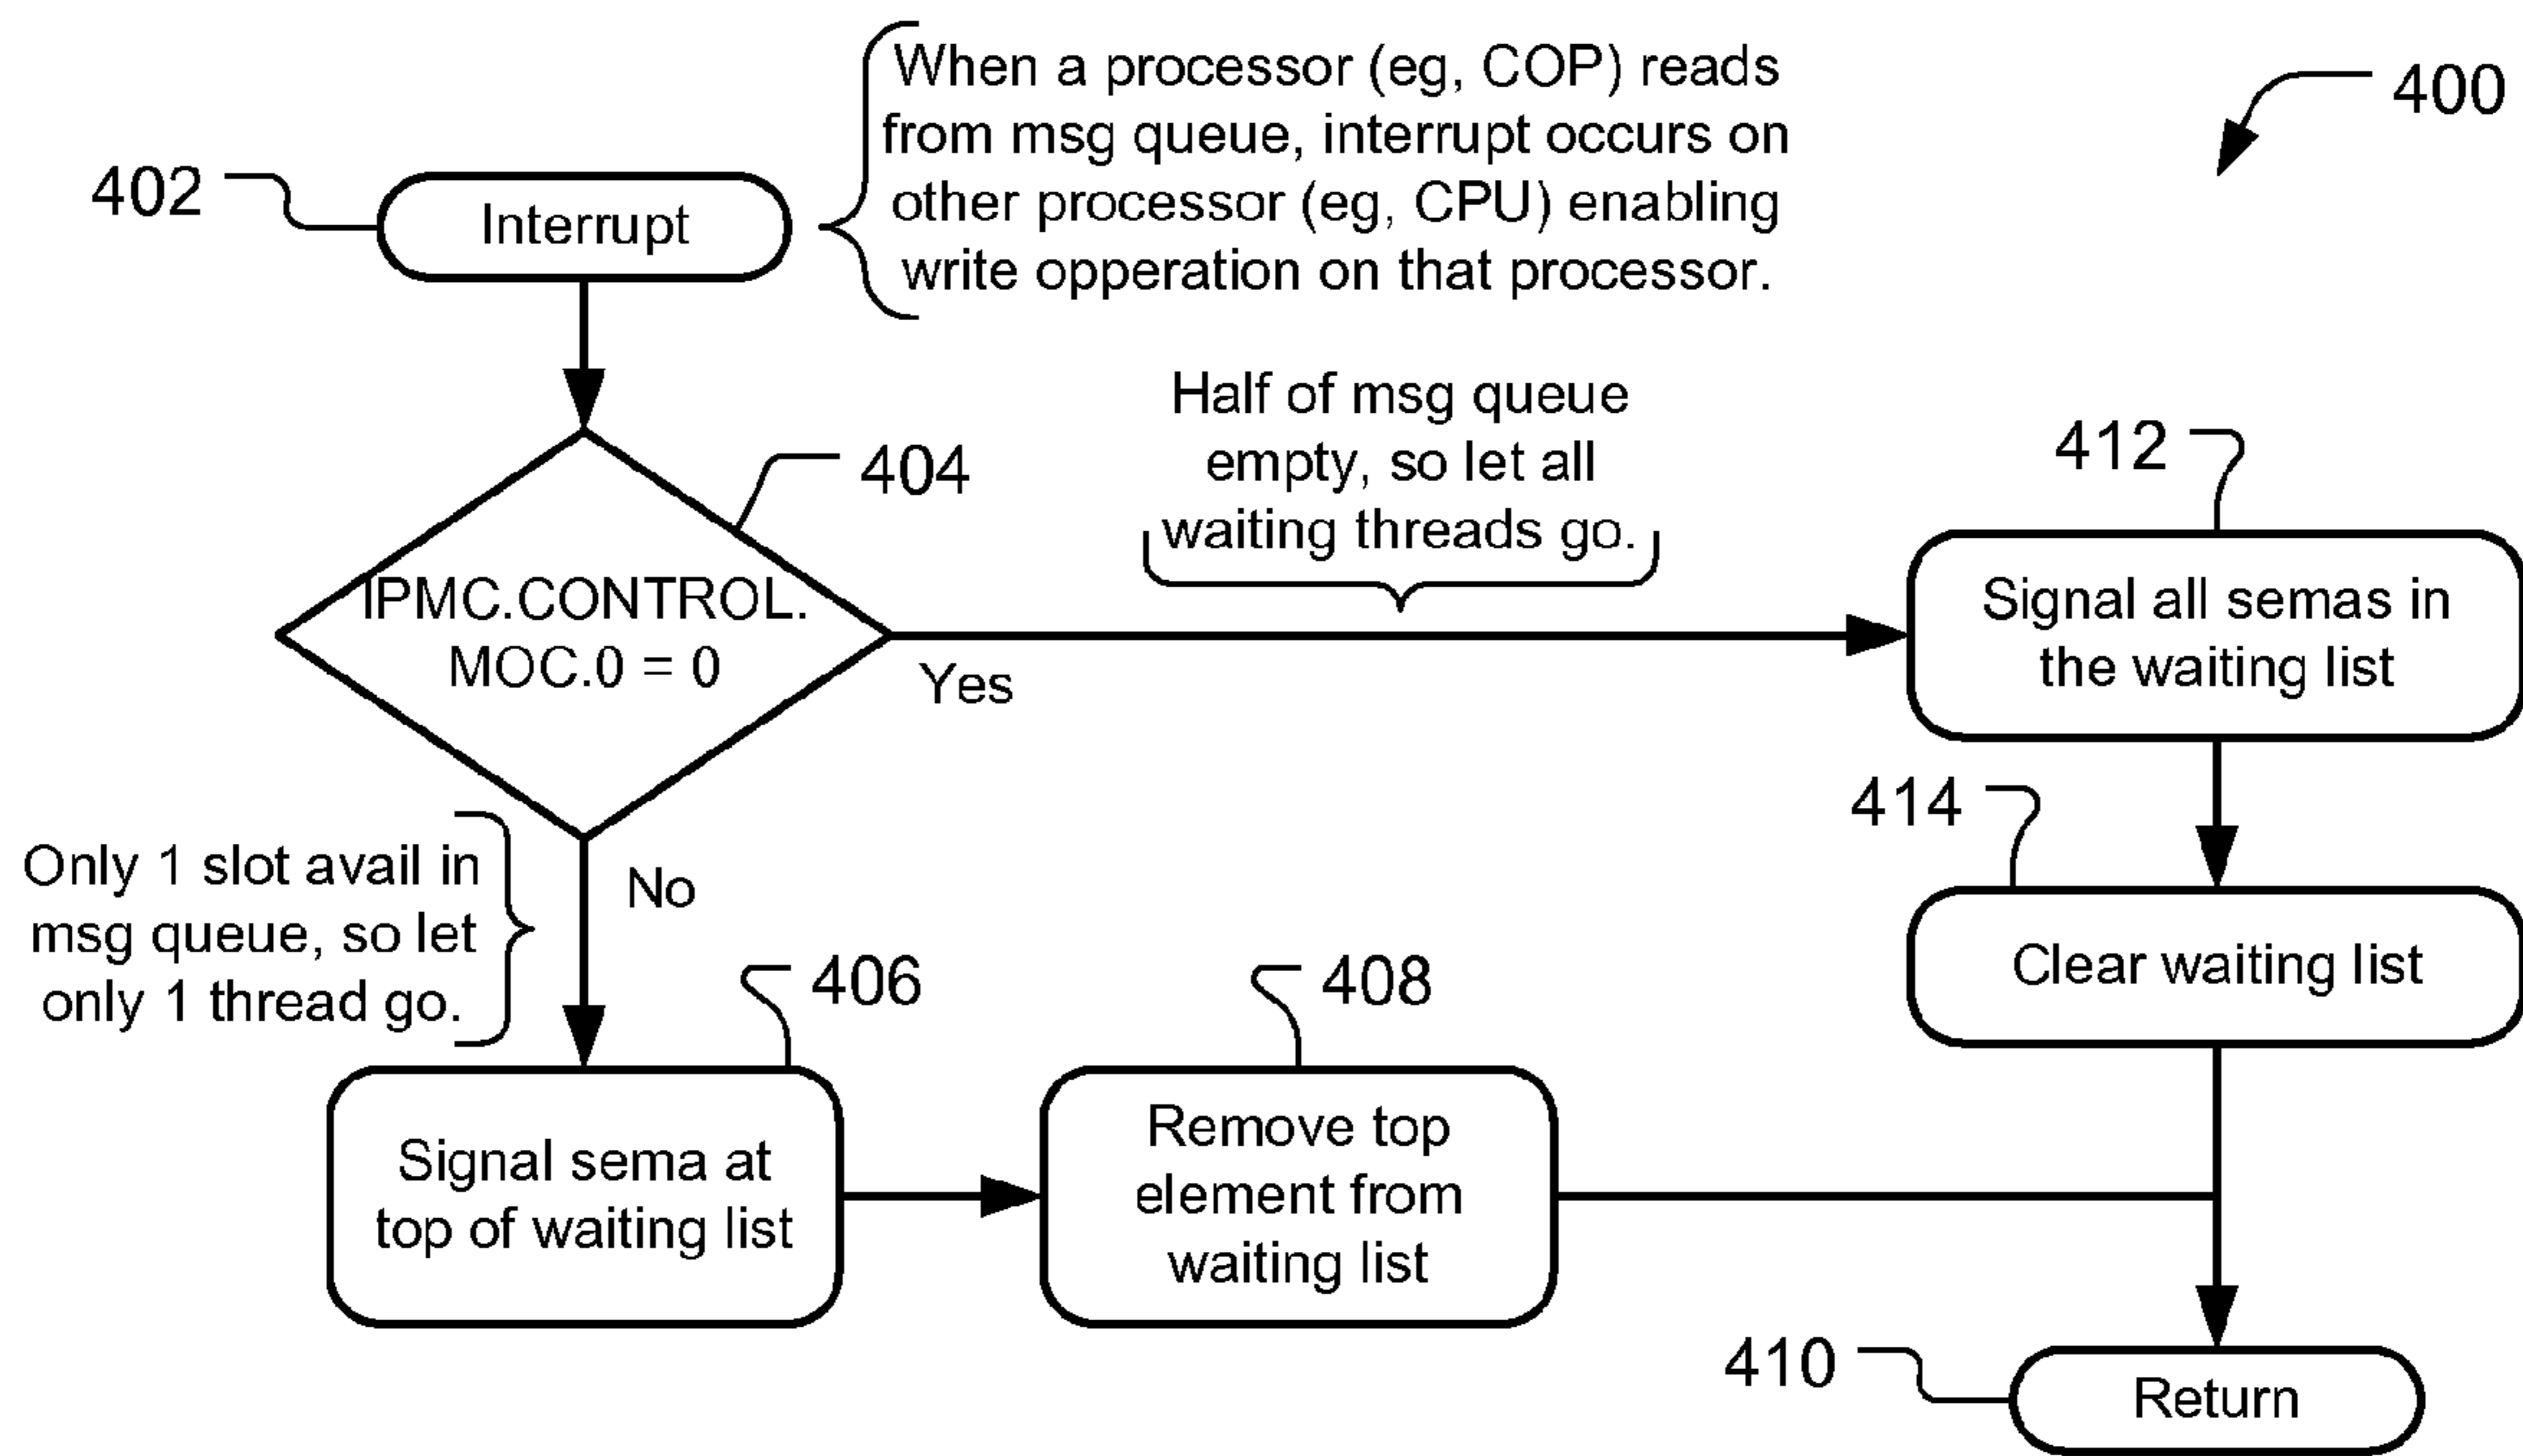 When a processor (eg, COP) reads
from msg queue, interrupt occurs on
other processor (eg, CPU) enabling
write opperation on that processor.
400
402
Interrupt
404
IPMC.CONTROL.
MOC.0 = 0
Half of msg queue
empty, so let all
waiting threads go.
Yes
412
Signal all semas in
the waiting list
414
Clear waiting list
Only 1 slot avail in
msg queue, so let
only 1 thread go.
No
406
Signal sema at
top of waiting list
408
Remove top
element from
waiting list
410
Return